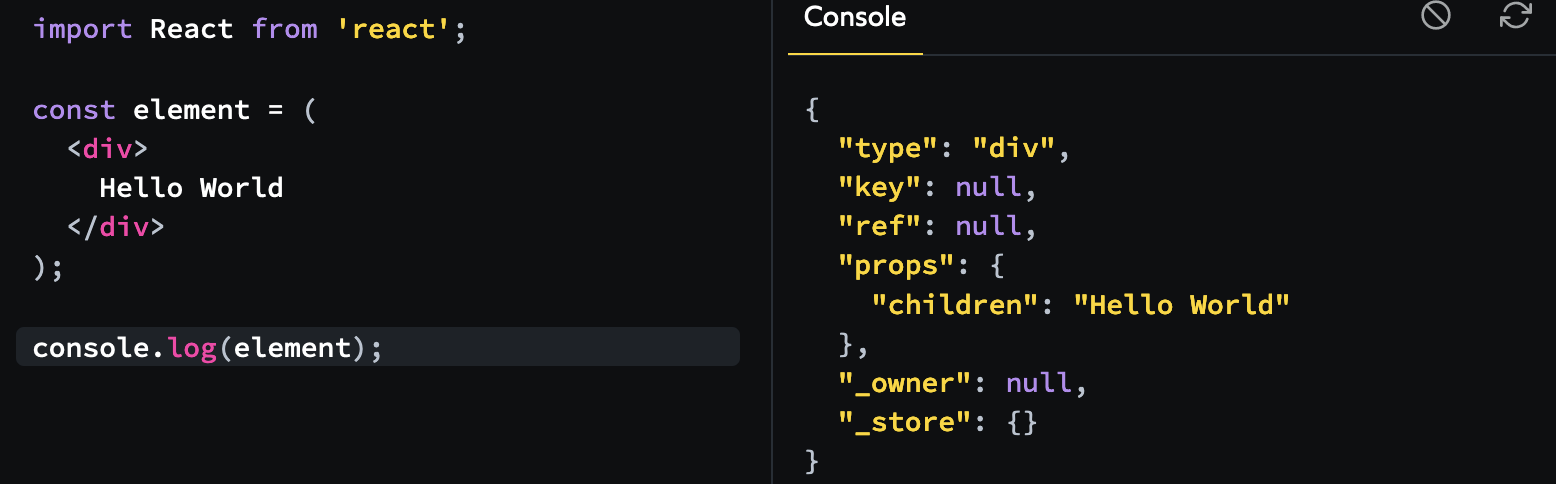 import React from 'react';
const element = (
<div>
Hello World
</div>
);
console.log(element);
Console
{
"type": "div",
"key": null,
"ref": null,
"props": {
"children": "Hello World"
},
"_owner": null,
"_store": {}
}